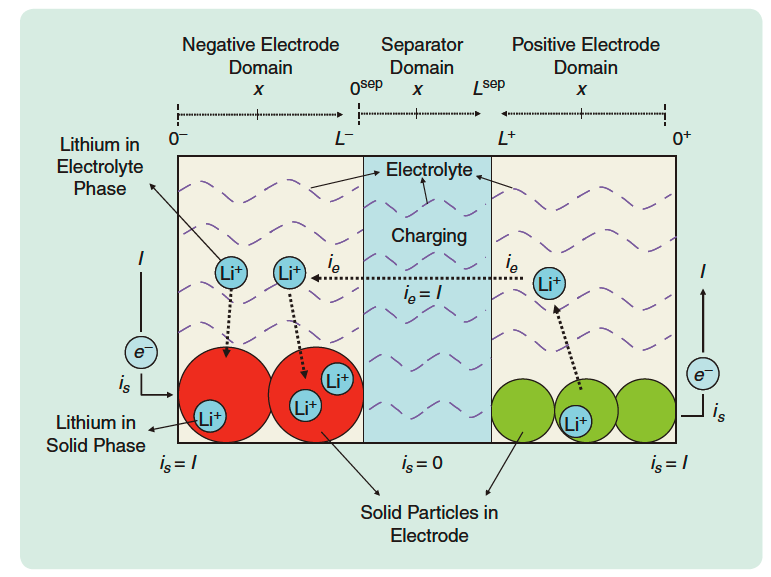 Negative Electrode
Domain
x
Separator
Domain
x
Positive Electrode
Domain
x
0sep
Lsep
0−
L−
L+
0+
Lithium in
Electrolyte
Phase
Electrolyte
Charging
I
Li+
Li+
ie
ie = I
ie
Li+
I
e−
is
Li+
Li+
Li+
Li+
e−
is
Lithium in
Solid Phase
is = I
is = 0
is = I
Solid Particles in
Electrode